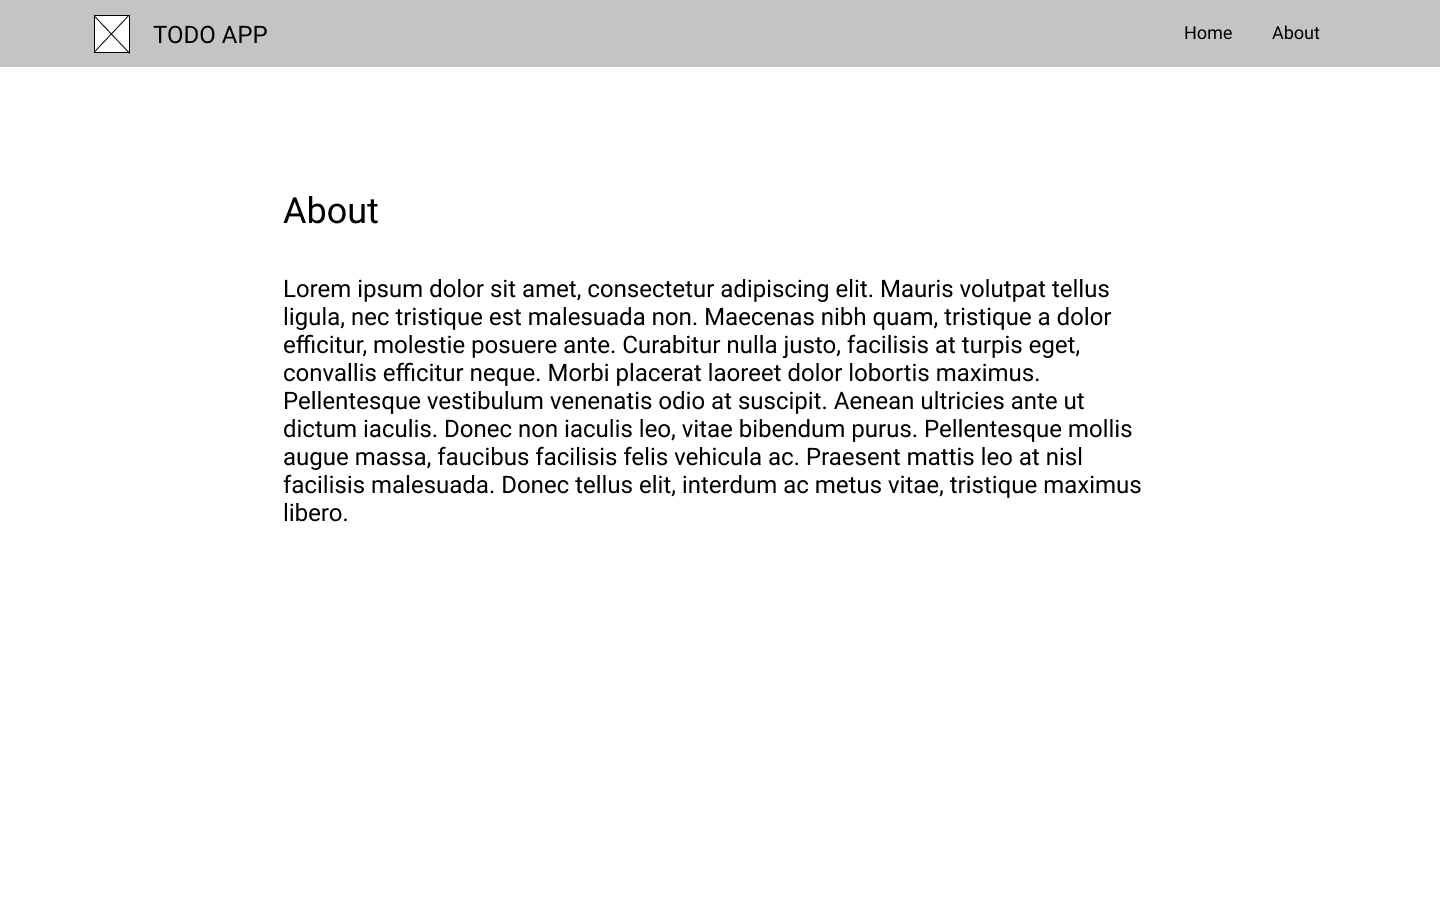 TODO APP
Home
About
About
Lorem ipsum dolor sit amet, consectetur adipiscing elit. Mauris volutpat tellus
ligula, nec tristique est malesuada non. Maecenas nibh quam, tristique a dolor
efficitur, molestie posuere ante. Curabitur nulla justo, facilisis at turpis eget,
convallis efficitur neque. Morbi placerat laoreet dolor lobortis maximus.
Pellentesque vestibulum venenatis odio at suscipit. Aenean ultricies ante ut
dictum iaculis. Donec non iaculis leo, vitae bibendum purus. Pellentesque mollis
augue massa, faucibus facilisis felis vehicula ac. Praesent mattis leo at nisl
facilisis malesuada. Donec tellus elit, interdum ac metus vitae, tristique maximus
libero.